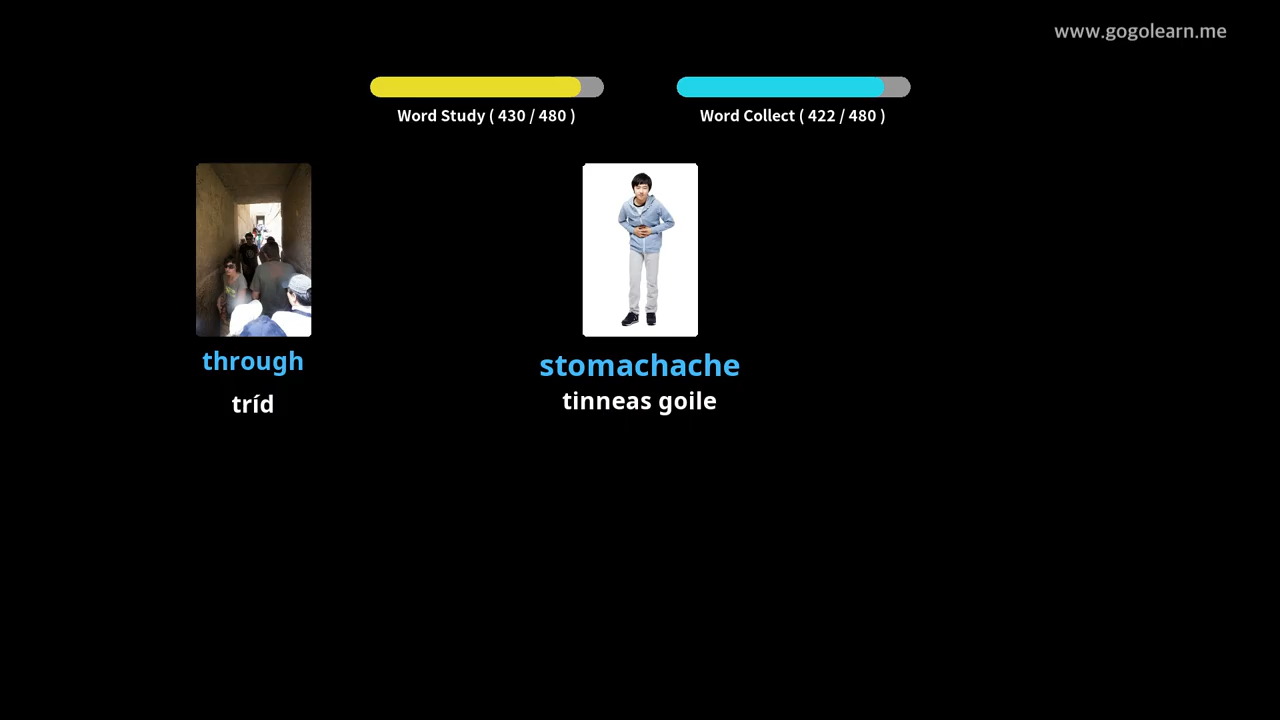 www.gogolearn.me
Word Study ( 430 / 480 )
Word Collect ( 422 / 480 )
through
tríd
stomachache
tinneas goile